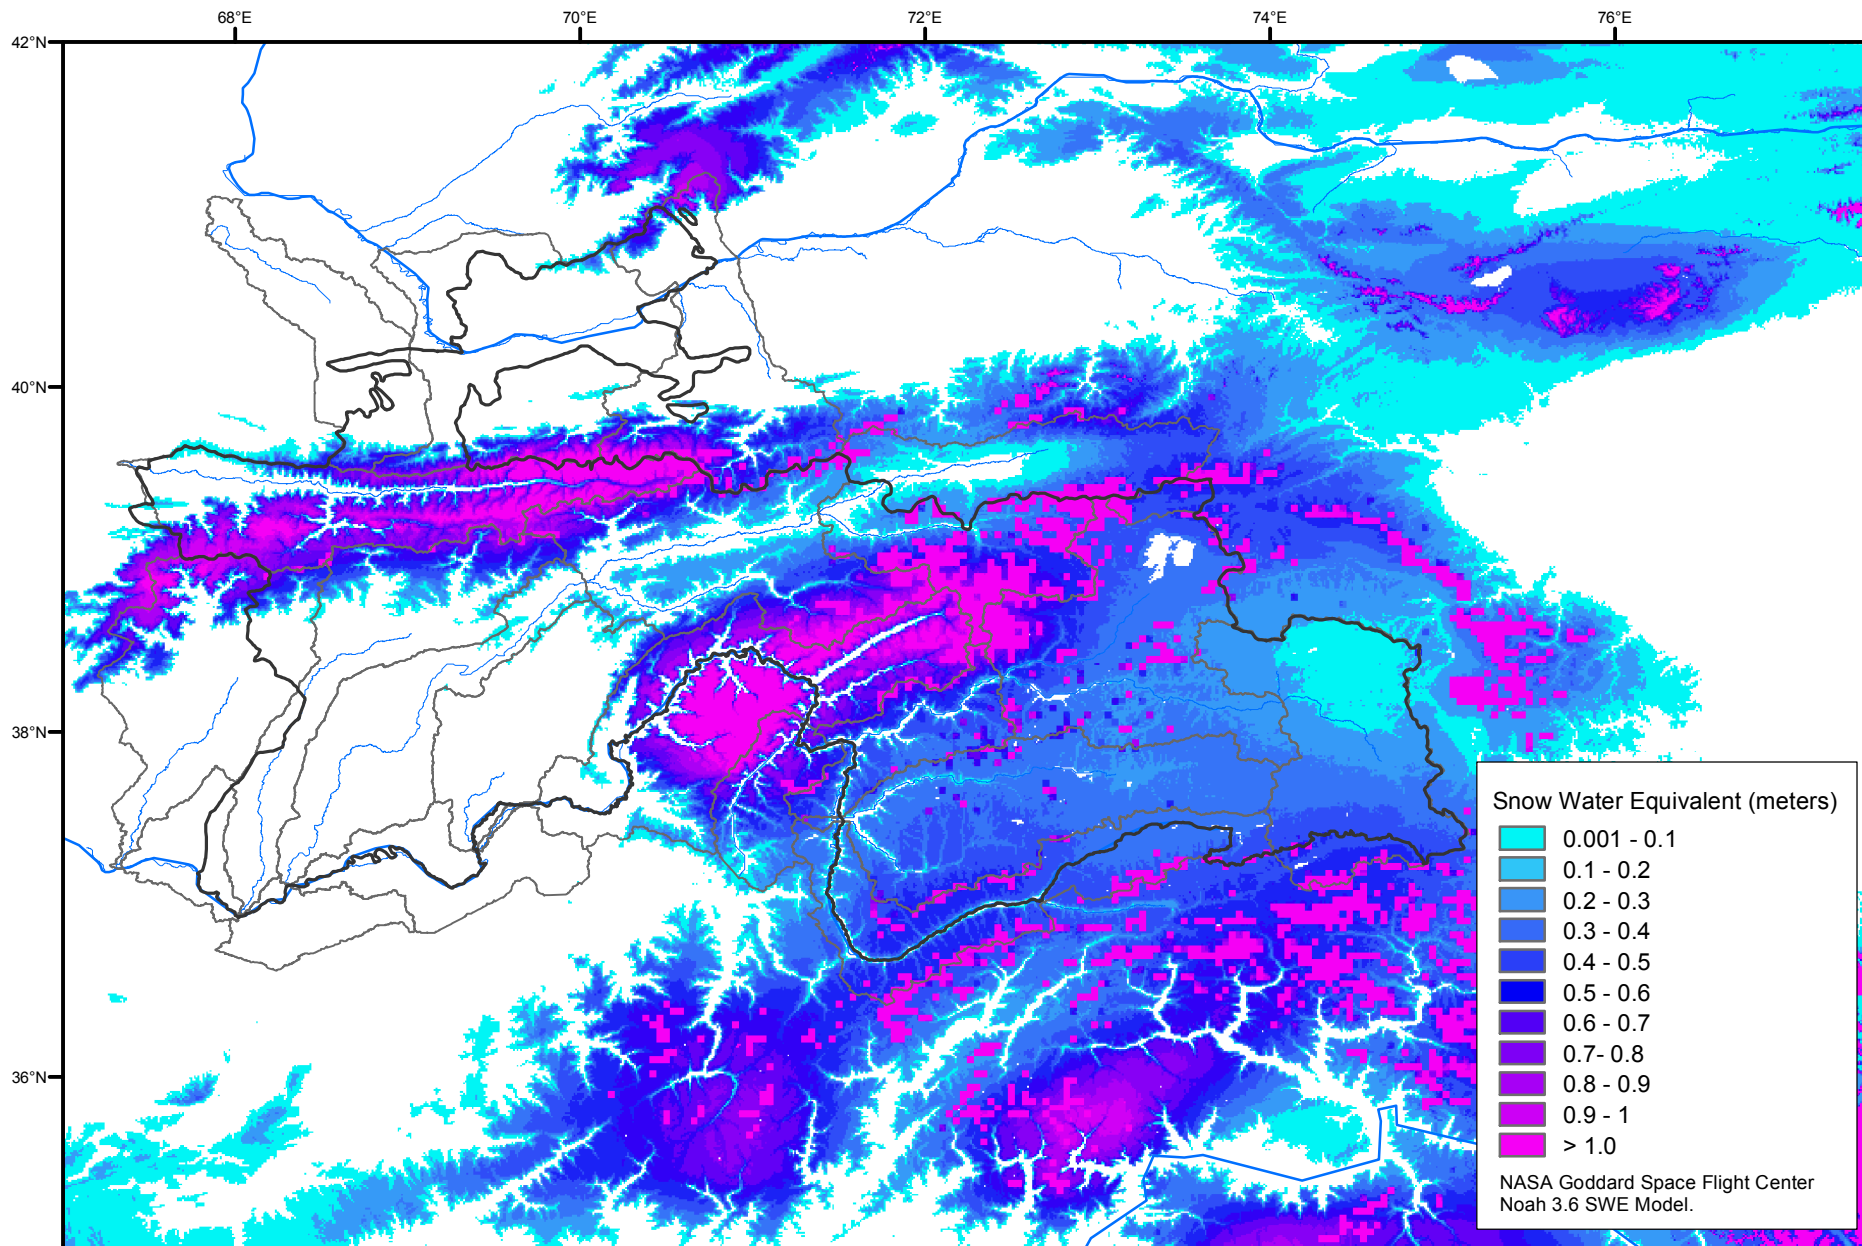 68°E
70°E
72°E
74°E
76°E
42°N
40°N
38°N
36°N
Snow Water Equivalent (meters)
0.001 - 0.1
0.1 - 0.2
0.2 - 0.3
0.3 - 0.4
0.4 - 0.5
0.5 - 0.6
0.6 - 0.7
0.7- 0.8
0.8 - 0.9
0.9 - 1
> 1.0
NASA Goddard Space Flight Center
Noah 3.6 SWE Model.